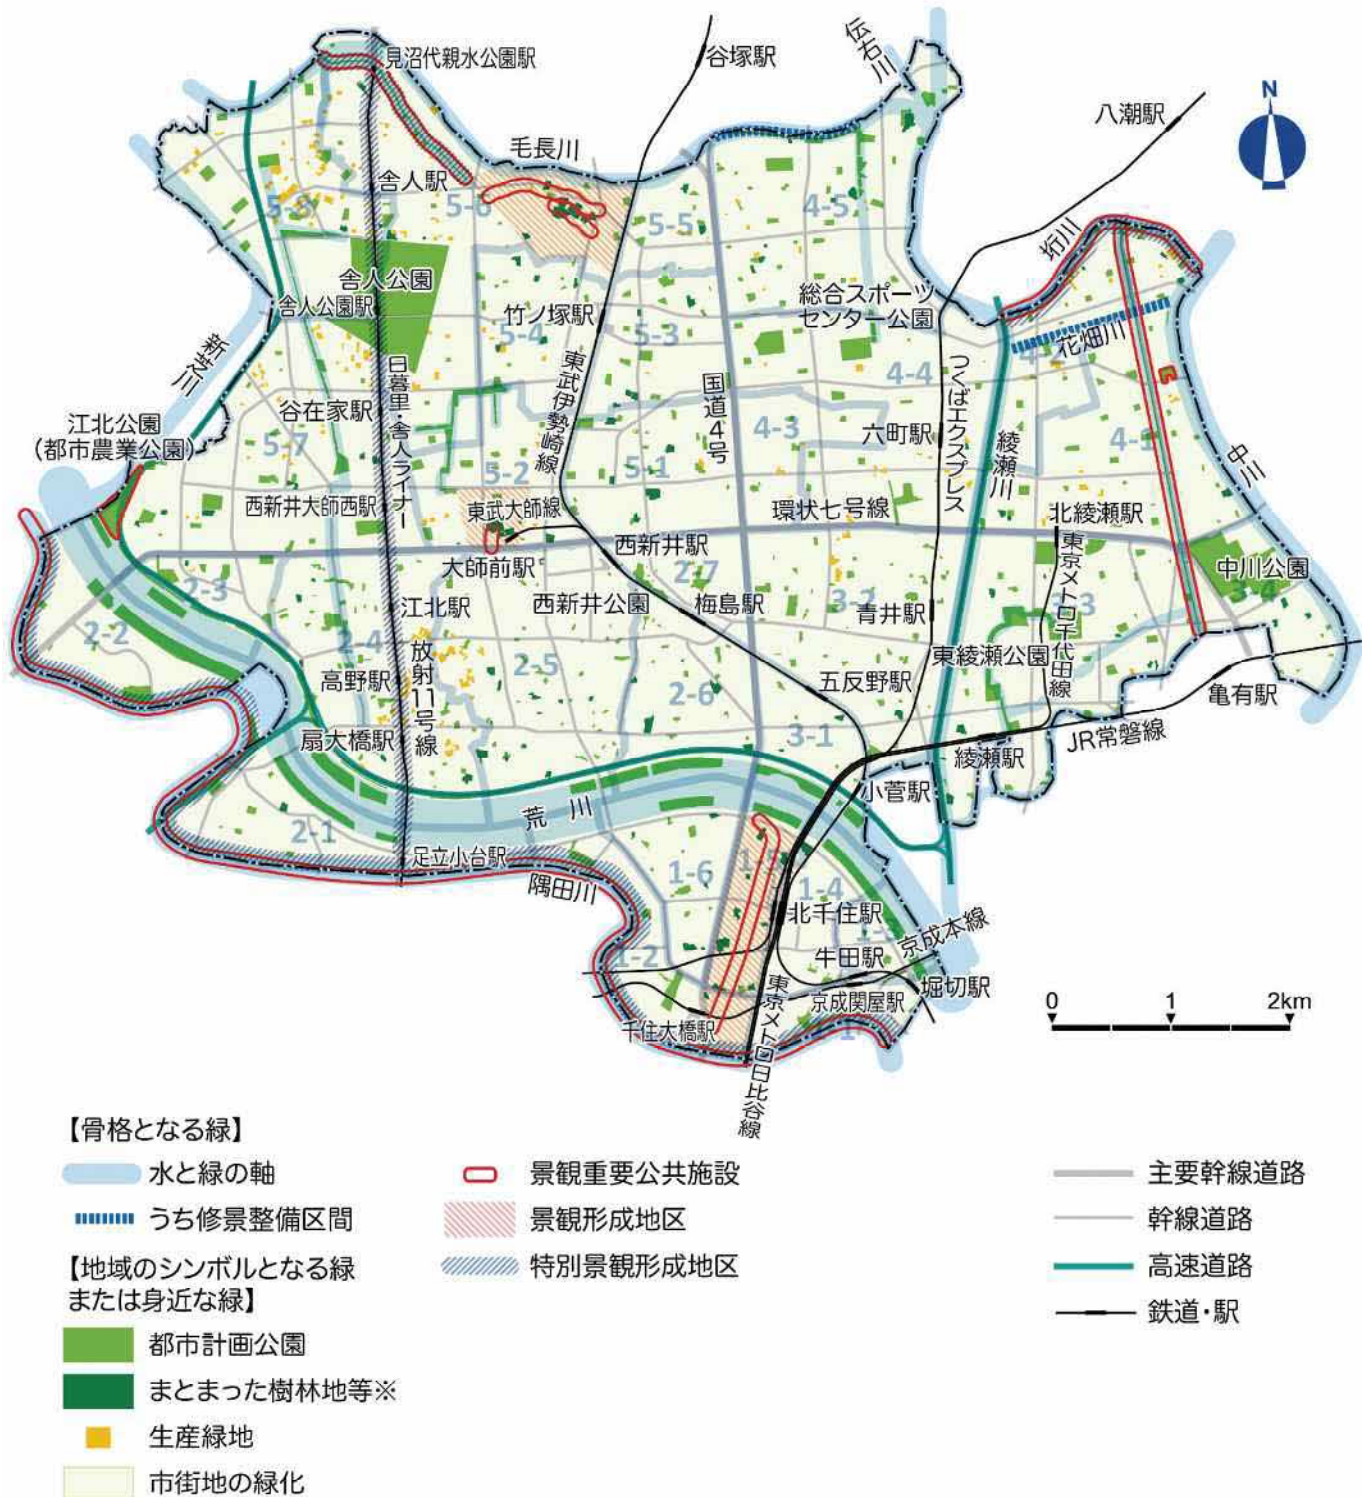 見沼代親水公園駅
谷塚駅
伝右川
N
八潮駅
毛長川
舎人駅
5-8
5-6
5-5
4-5
垳川
舎人公園
舎人公園駅
総合スポーツ
センター公園
竹ノ塚駅
5-4
5-3
花畑川
4-2
新芝川
日暮里・舎人ライナー
東武伊勢崎線
国道4号
4-4
つくばエクスプレス
谷在家駅
江北公園
(都市農業公園)
5-7
4-3
六町駅
綾瀬川
4-1
中川
5-2
5-1
西新井大師西駅
東武大師線
環状七号線
北綾瀬駅
大師前駅
西新井駅
中川公園
3-4
2-3
江北駅
西新井公園
2-7
梅島駅
3-2
青井駅
3-3
東京メトロ千代田線
2-2
2-4
放射11号線
2-5
東綾瀬公園
高野駅
2-6
五反野駅
亀有駅
扇大橋駅
3-1
綾瀬駅
JR常磐線
小菅駅
荒川
2-1
足立小台駅
隅田川
1-6
1-5
1-4
北千住駅
1-2
牛田駅
京成本線
堀切駅
京成関屋駅
千住大橋駅
東京メトロ日比谷線
0 1 2km
【骨格となる緑】
水と緑の軸
うち修景整備区間
【地域のシンボルとなる緑
または身近な緑】
都市計画公園
まとまった樹林地等※
生産緑地
市街地の緑化
景観重要公共施設
景観形成地区
特別景観形成地区
主要幹線道路
幹線道路
高速道路
鉄道・駅